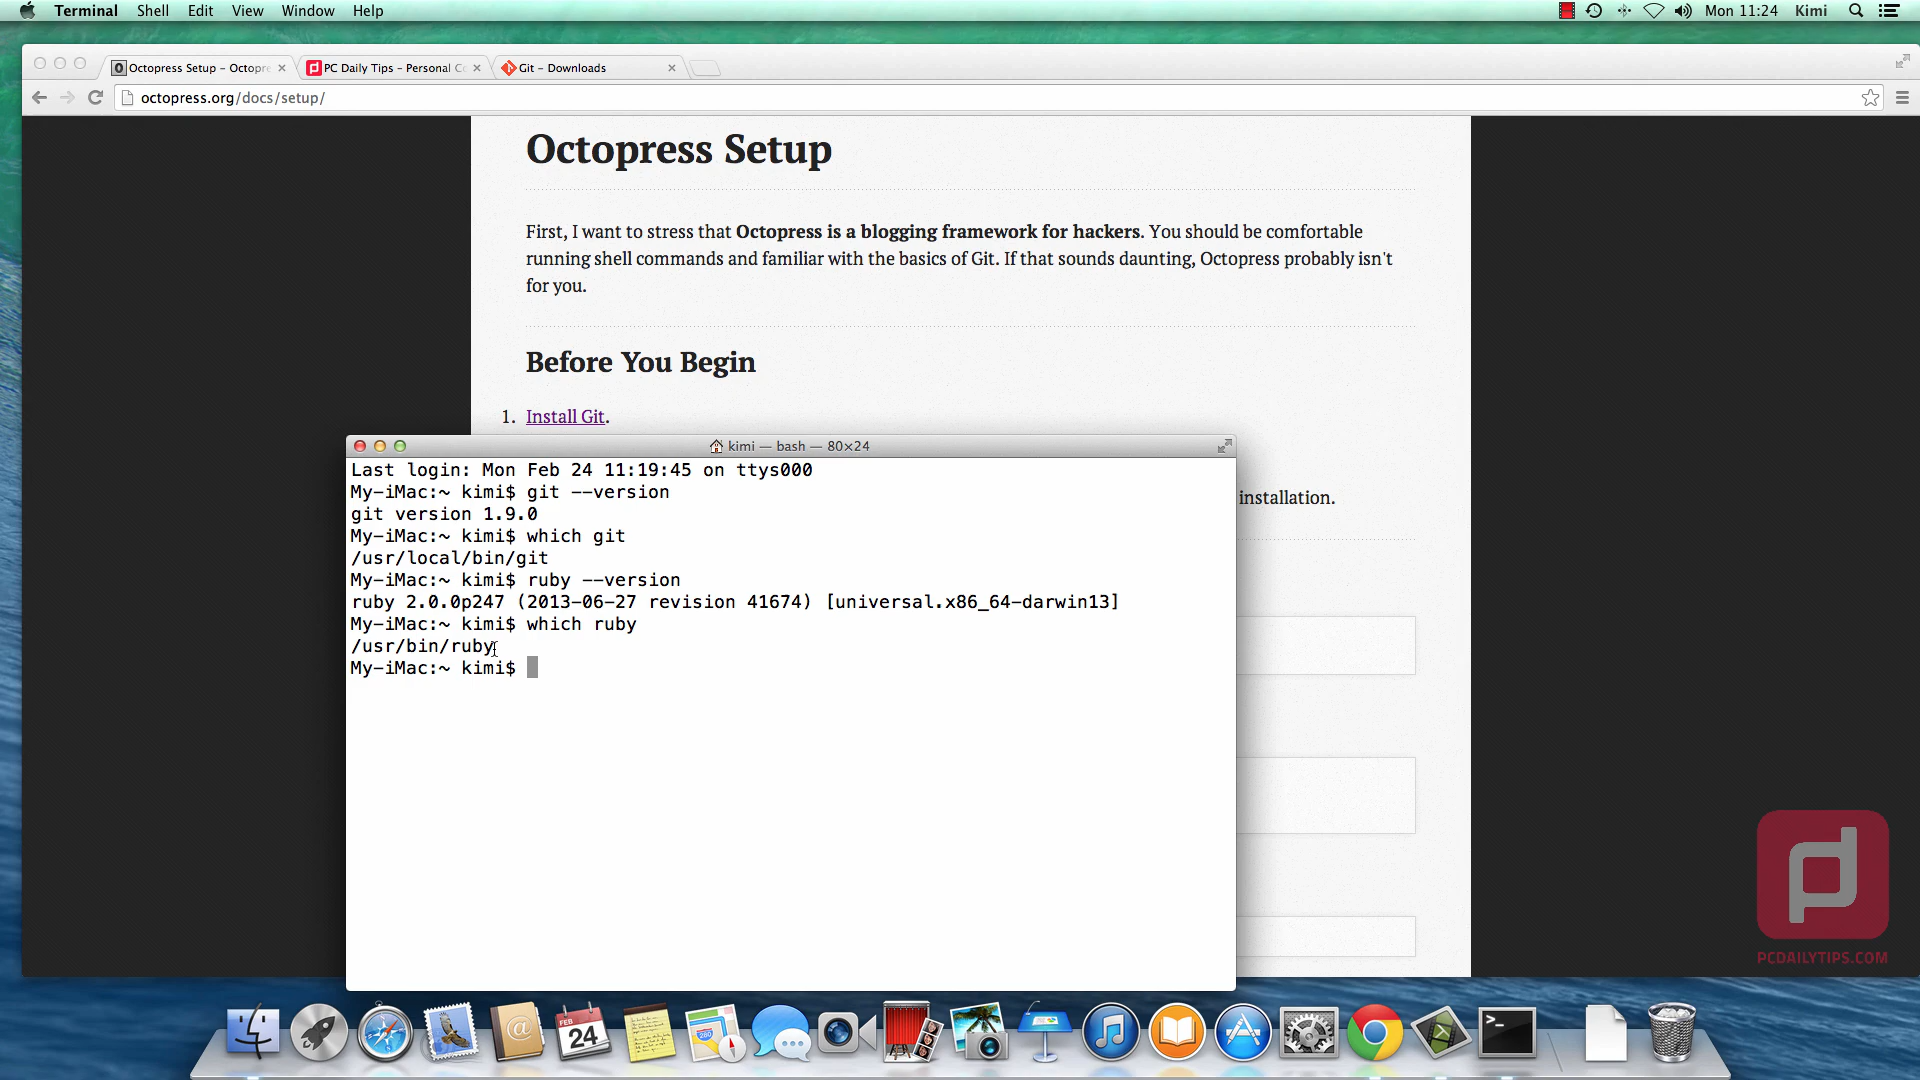 Terminal Shell Edit View Window Help Mon 11:24 Kimi
Octopress Setup – Octopre PC Daily Tips – Personal Co Git – Downloads
octopress.org/docs/setup/
Octopress Setup
First, I want to stress that Octopress is a blogging framework for hackers. You should be comfortable
running shell commands and familiar with the basics of Git. If that sounds daunting, Octopress probably isn't
for you.
Before You Begin
1. Install Git.
installation.
kimi — bash — 80×24
Last login: Mon Feb 24 11:19:45 on ttys000
My-iMac:~ kimi$ git --version
git version 1.9.0
My-iMac:~ kimi$ which git
/usr/local/bin/git
My-iMac:~ kimi$ ruby --version
ruby 2.0.0p247 (2013-06-27 revision 41674) [universal.x86_64-darwin13]
My-iMac:~ kimi$ which ruby
/usr/bin/ruby
My-iMac:~ kimi$
PCDAILYTIPS.COM
FEB
24
280
>_